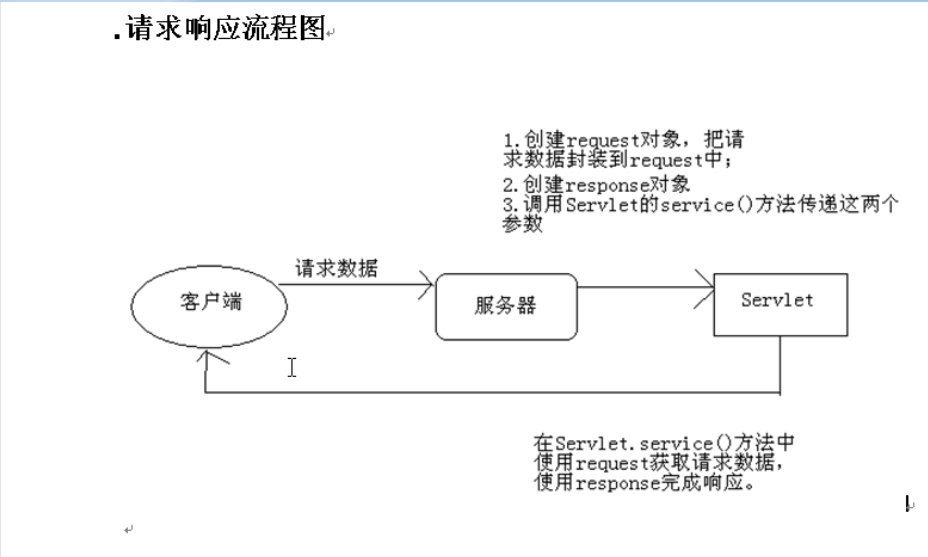 .请求响应流程图
1.创建request对象，把请
求数据封装到request中；
2.创建response对象
3.调用Servlet的service()方法传递这两个
参数
请求数据
客户端
服务器
Servlet
在Servlet.service()方法中
使用request获取请求数据，
使用response完成响应。